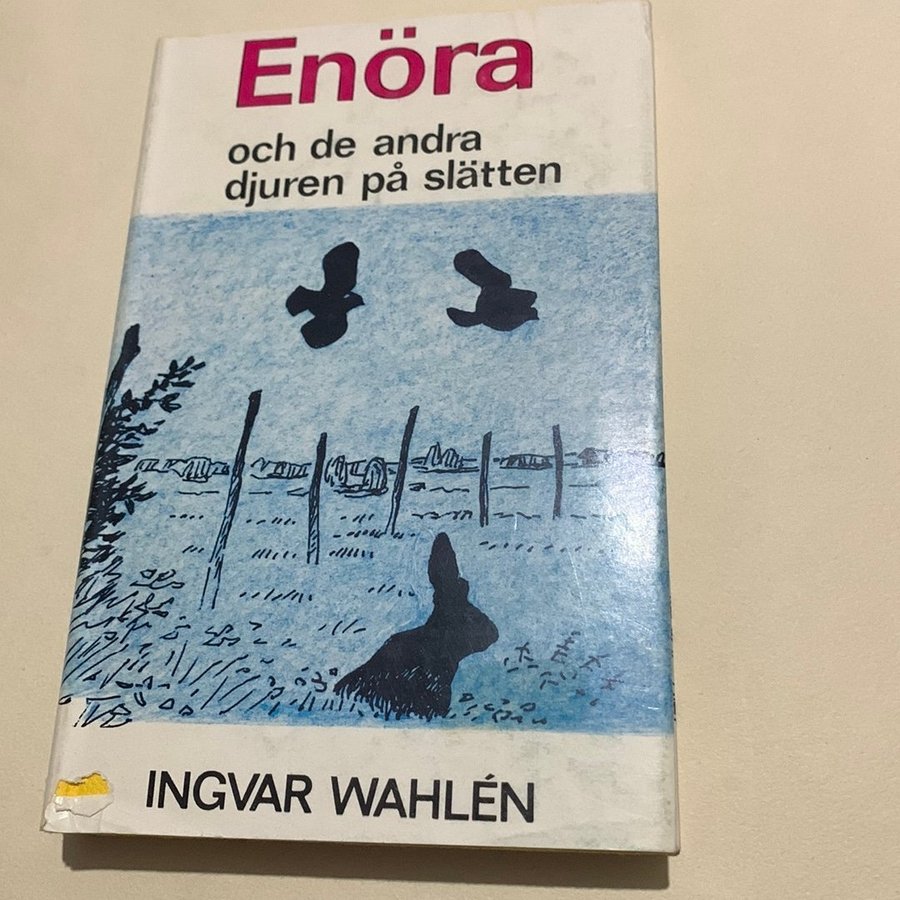 Enöra
och de andra
djuren på slätten
INGVAR WAHLÉN